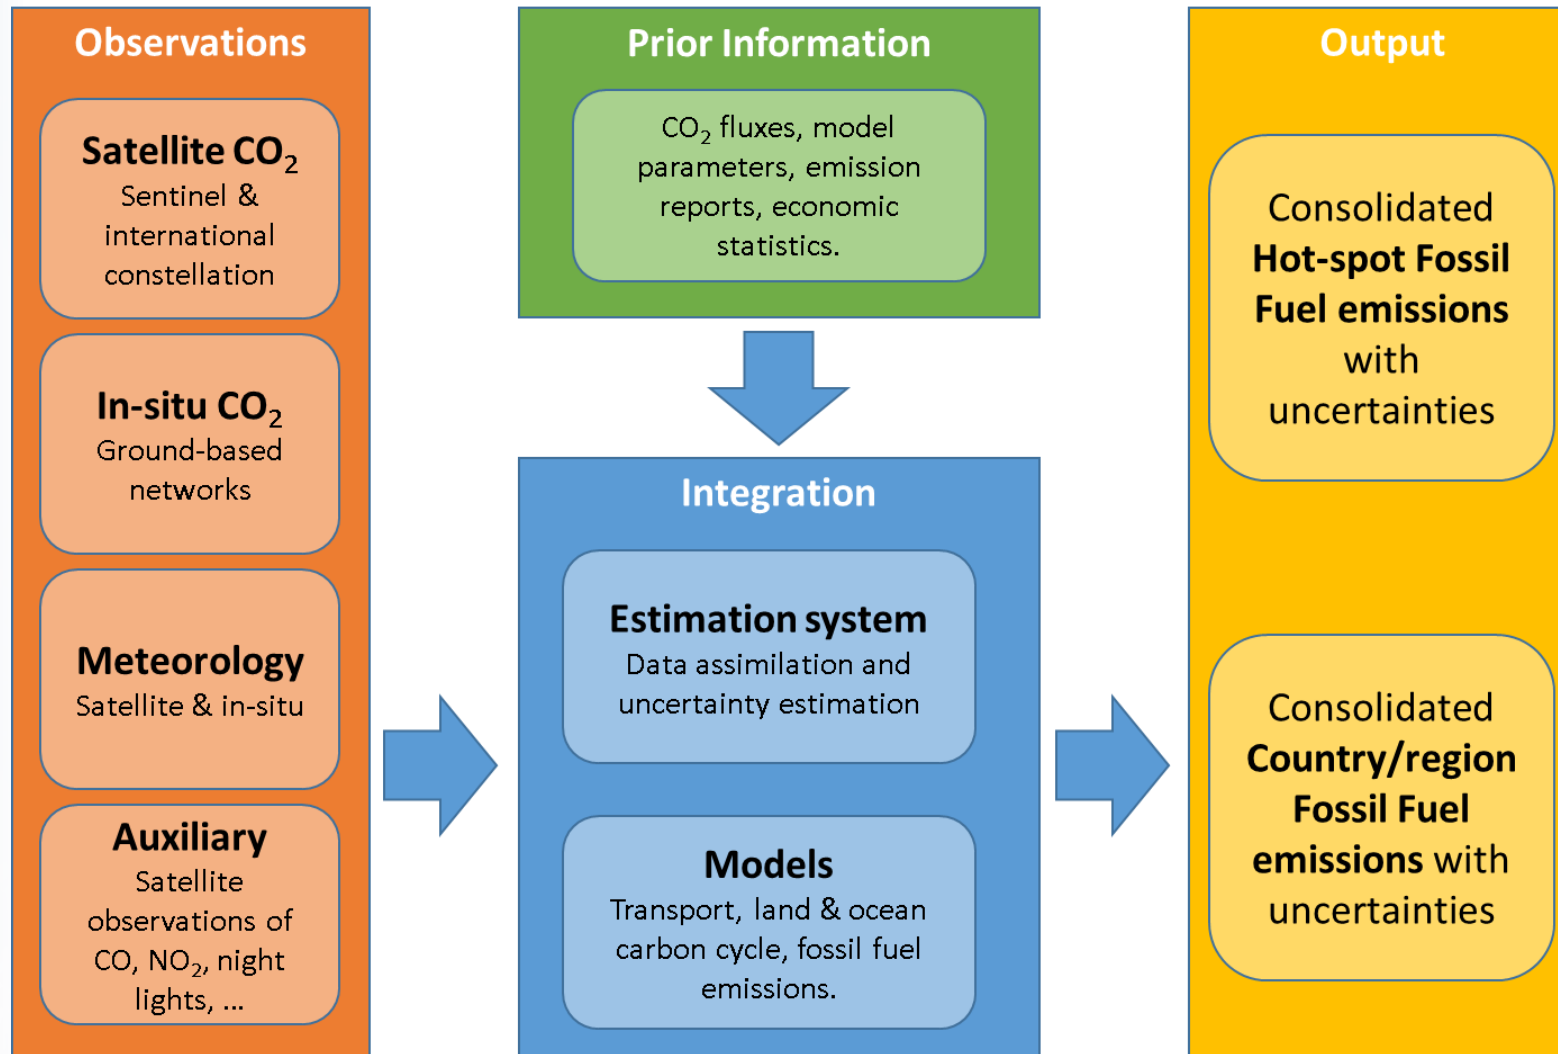 Observations
Satellite CO₂
Sentinel &
international
constellation
In-situ CO₂
Ground-based
networks
Meteorology
Satellite & in-situ
Auxiliary
Satellite
observations of
CO, NO₂, night
lights, ...
Prior Information
CO₂ fluxes, model
parameters, emission
reports, economic
statistics.
Integration
Estimation system
Data assimilation and
uncertainty estimation
Models
Transport, land & ocean
carbon cycle, fossil fuel
emissions.
Output
Consolidated
Hot-spot Fossil
Fuel emissions
with
uncertainties
Consolidated
Country/region
Fossil Fuel
emissions with
uncertainties